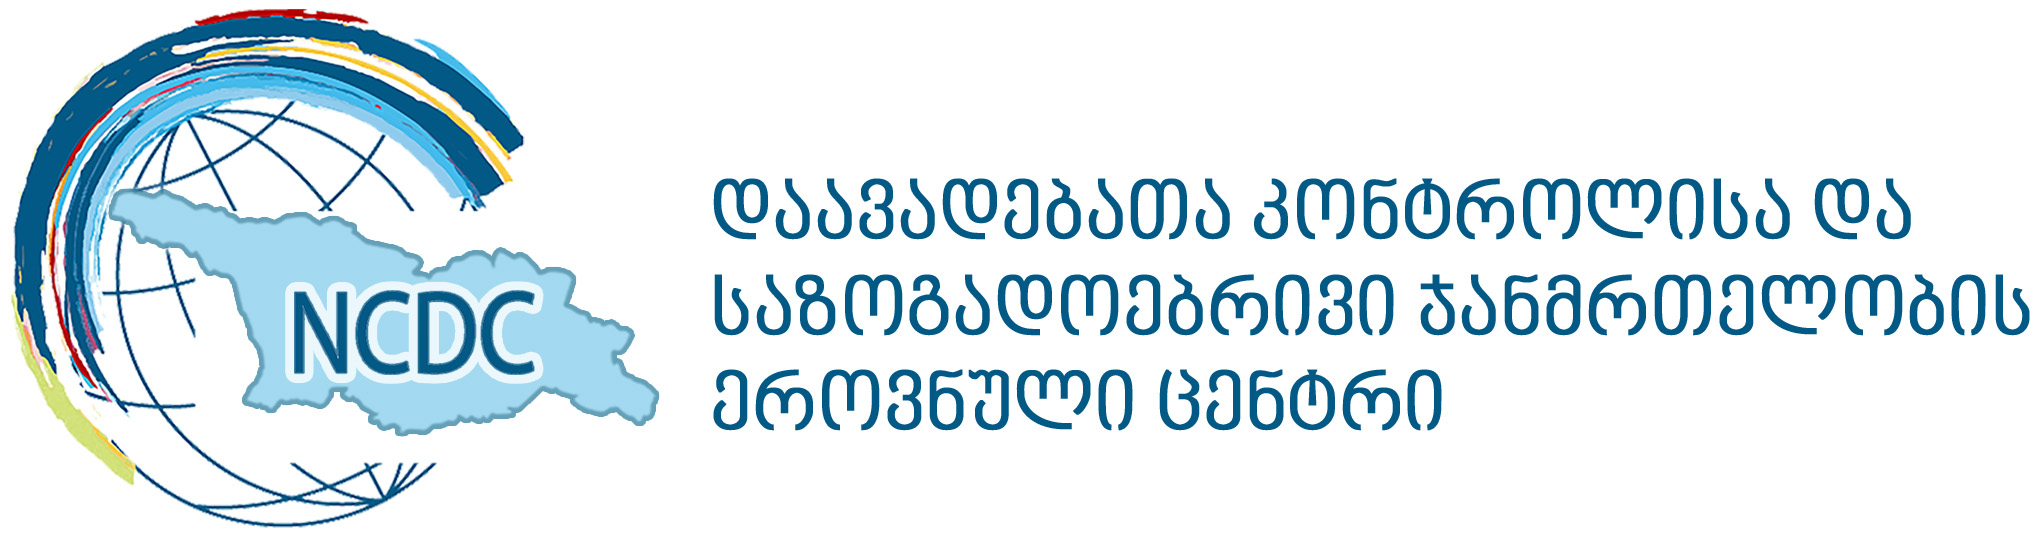 NCDC
დაავადებათა კონტროლისა და
საზოგადოებრივი ჯანმრთელობის
ეროვნული ცენტრი